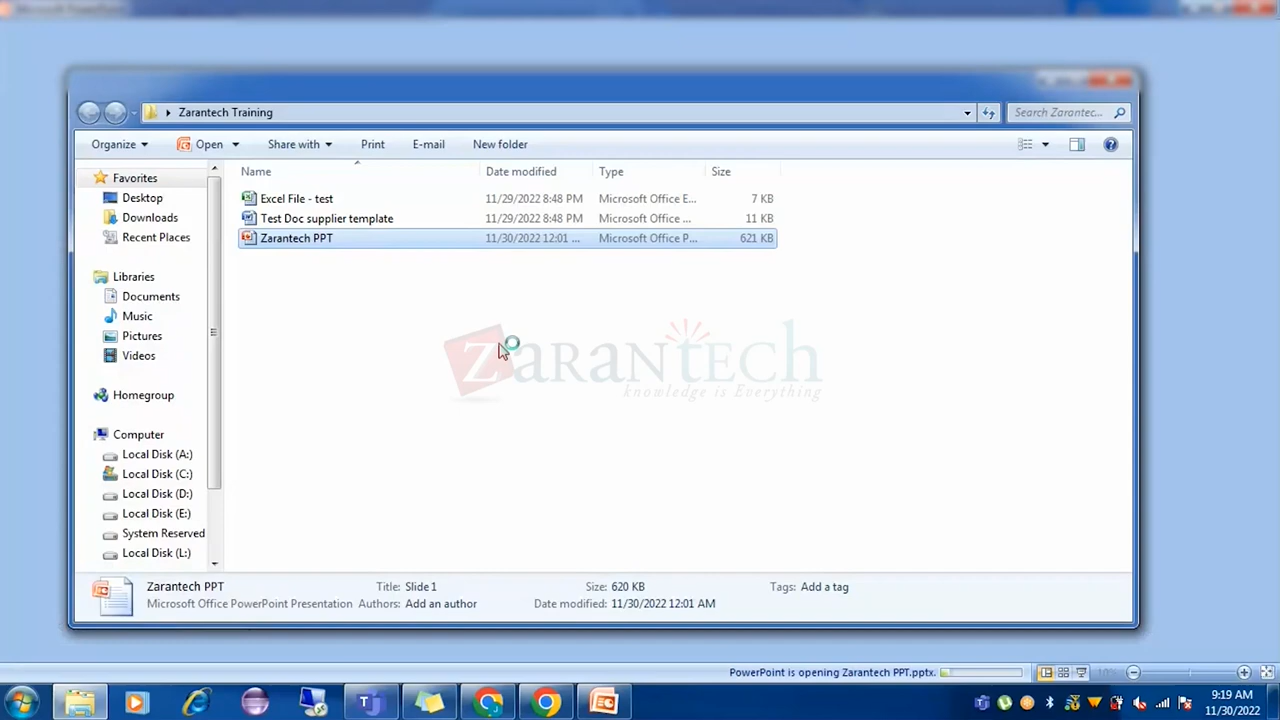 Zarantech Training
Search Zarantec...
Organize Open Share with Print E-mail New folder
Name Date modified Type Size
Favorites
Desktop
Downloads
Recent Places
Libraries
Documents
Music
Pictures
Videos
Homegroup
Computer
Local Disk (A:)
Local Disk (C:)
Local Disk (D:)
Local Disk (E:)
System Reserved
Local Disk (L:)
Excel File - test 11/29/2022 8:48 PM Microsoft Office E... 7 KB
Test Doc supplier template 11/29/2022 8:48 PM Microsoft Office ... 11 KB
Zarantech PPT 11/30/2022 12:01 ... Microsoft Office P... 621 KB
ZaranTech
knowledge is Everything
Zarantech PPT Title: Slide 1 Size: 620 KB Tags: Add a tag
Microsoft Office PowerPoint Presentation Authors: Add an author Date modified: 11/30/2022 12:01 AM
PowerPoint is opening Zarantech PPT.pptx.
10%
9:19 AM
11/30/2022